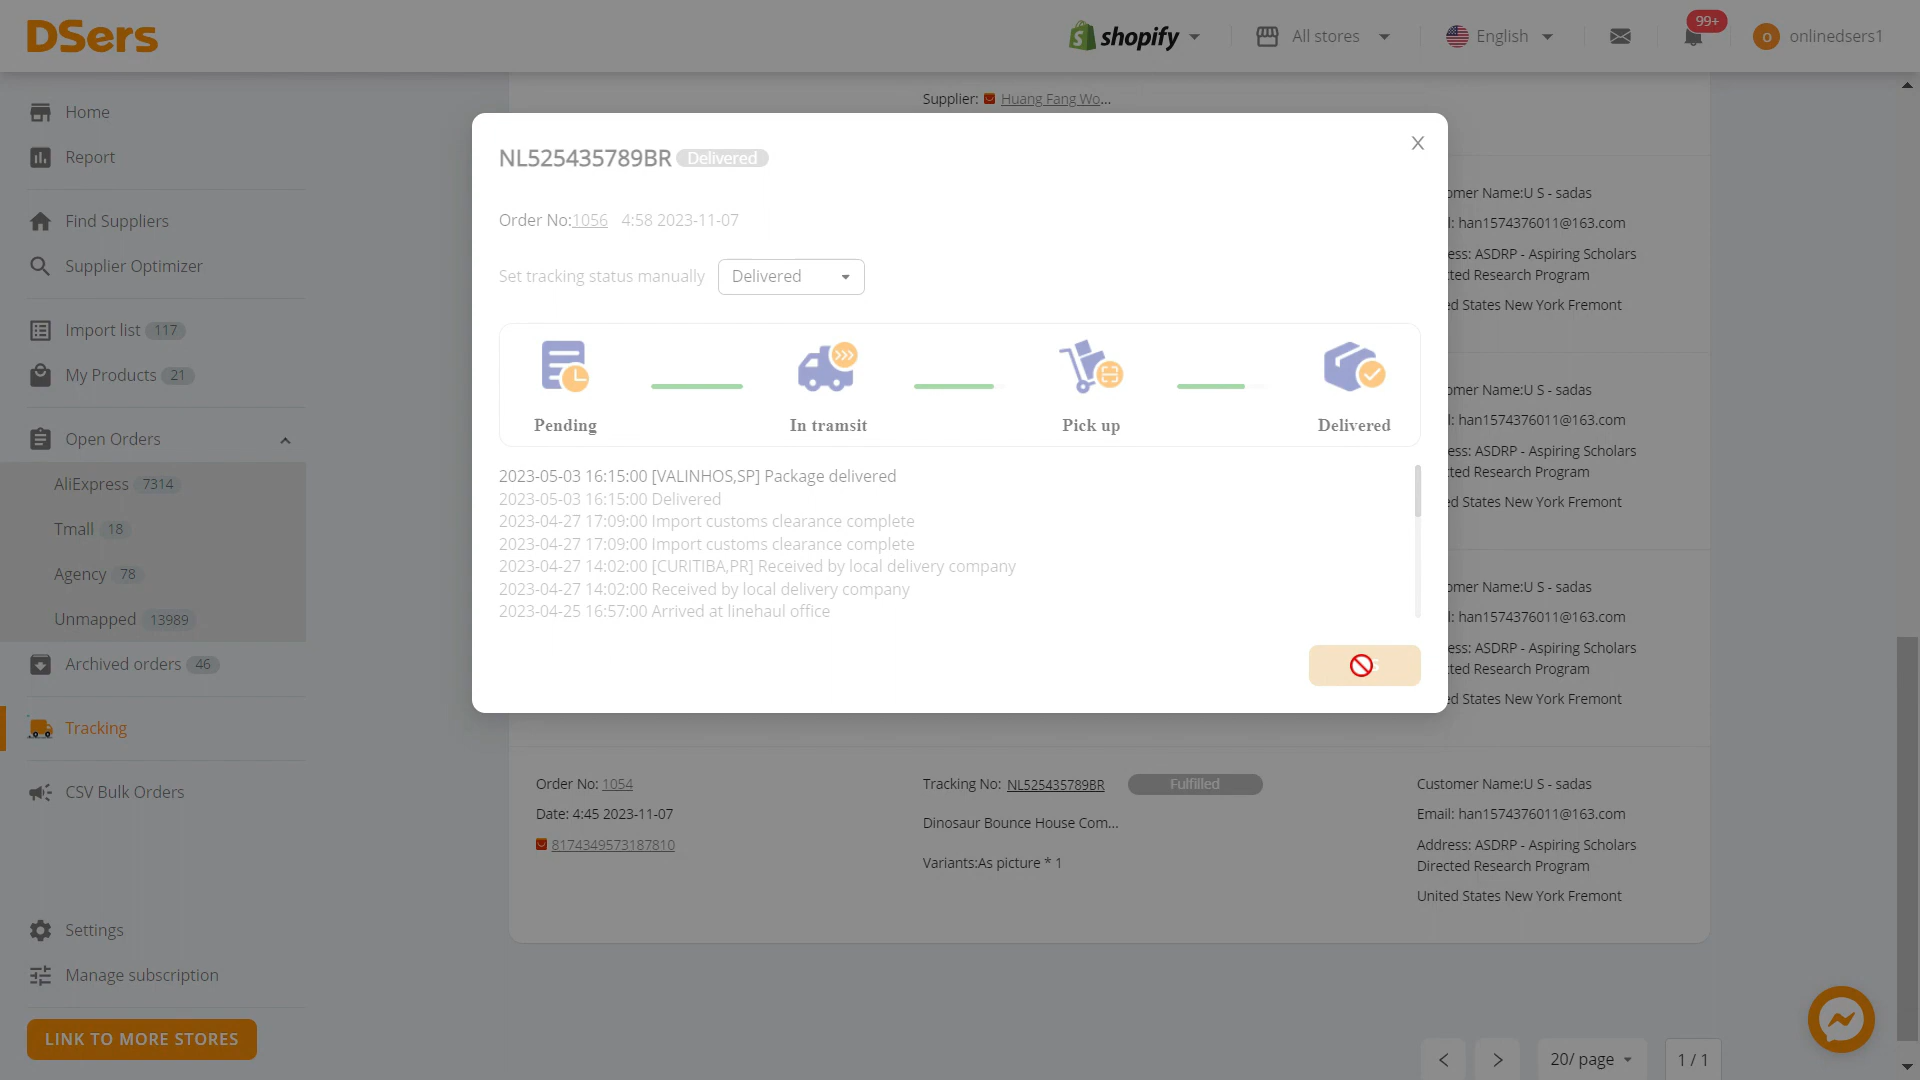 DSers
shopify
All stores
English
99+
o
onlinedsers1
Home
Report
Find Suppliers
Supplier Optimizer
Import list 117
My Products 21
Open Orders
AliExpress 7314
Tmall 18
Agency 78
Unmapped 13989
Archived orders 46
Tracking
CSV Bulk Orders
Settings
Manage subscription
LINK TO MORE STORES
Supplier: Huang Fang Wo...
NL525435789BR Delivered
X
Order No:1056 4:58 2023-11-07
Set tracking status manually Delivered
Pending
In transit
Pick up
Delivered
2023-05-03 16:15:00 [VALINHOS,SP] Package delivered
2023-05-03 16:15:00 Delivered
2023-04-27 17:09:00 Import customs clearance complete
2023-04-27 17:09:00 Import customs clearance complete
2023-04-27 14:02:00 [CURITIBA,PR] Received by local delivery company
2023-04-27 14:02:00 Received by local delivery company
2023-04-25 16:57:00 Arrived at linehaul office
omer Name:U S - sadas
l: han1574376011@163.com
ess: ASDRP - Aspiring Scholars
cted Research Program
ed States New York Fremont
omer Name:U S - sadas
l: han1574376011@163.com
ess: ASDRP - Aspiring Scholars
cted Research Program
ed States New York Fremont
omer Name:U S - sadas
l: han1574376011@163.com
ess: ASDRP - Aspiring Scholars
cted Research Program
ed States New York Fremont
Order No: 1054
Date: 4:45 2023-11-07
8174349573187810
Tracking No: NL525435789BR Fulfilled
Dinosaur Bounce House Com...
Variants:As picture * 1
Customer Name:U S - sadas
Email: han1574376011@163.com
Address: ASDRP - Aspiring Scholars
Directed Research Program
United States New York Fremont
< > 20/ page 1 / 1